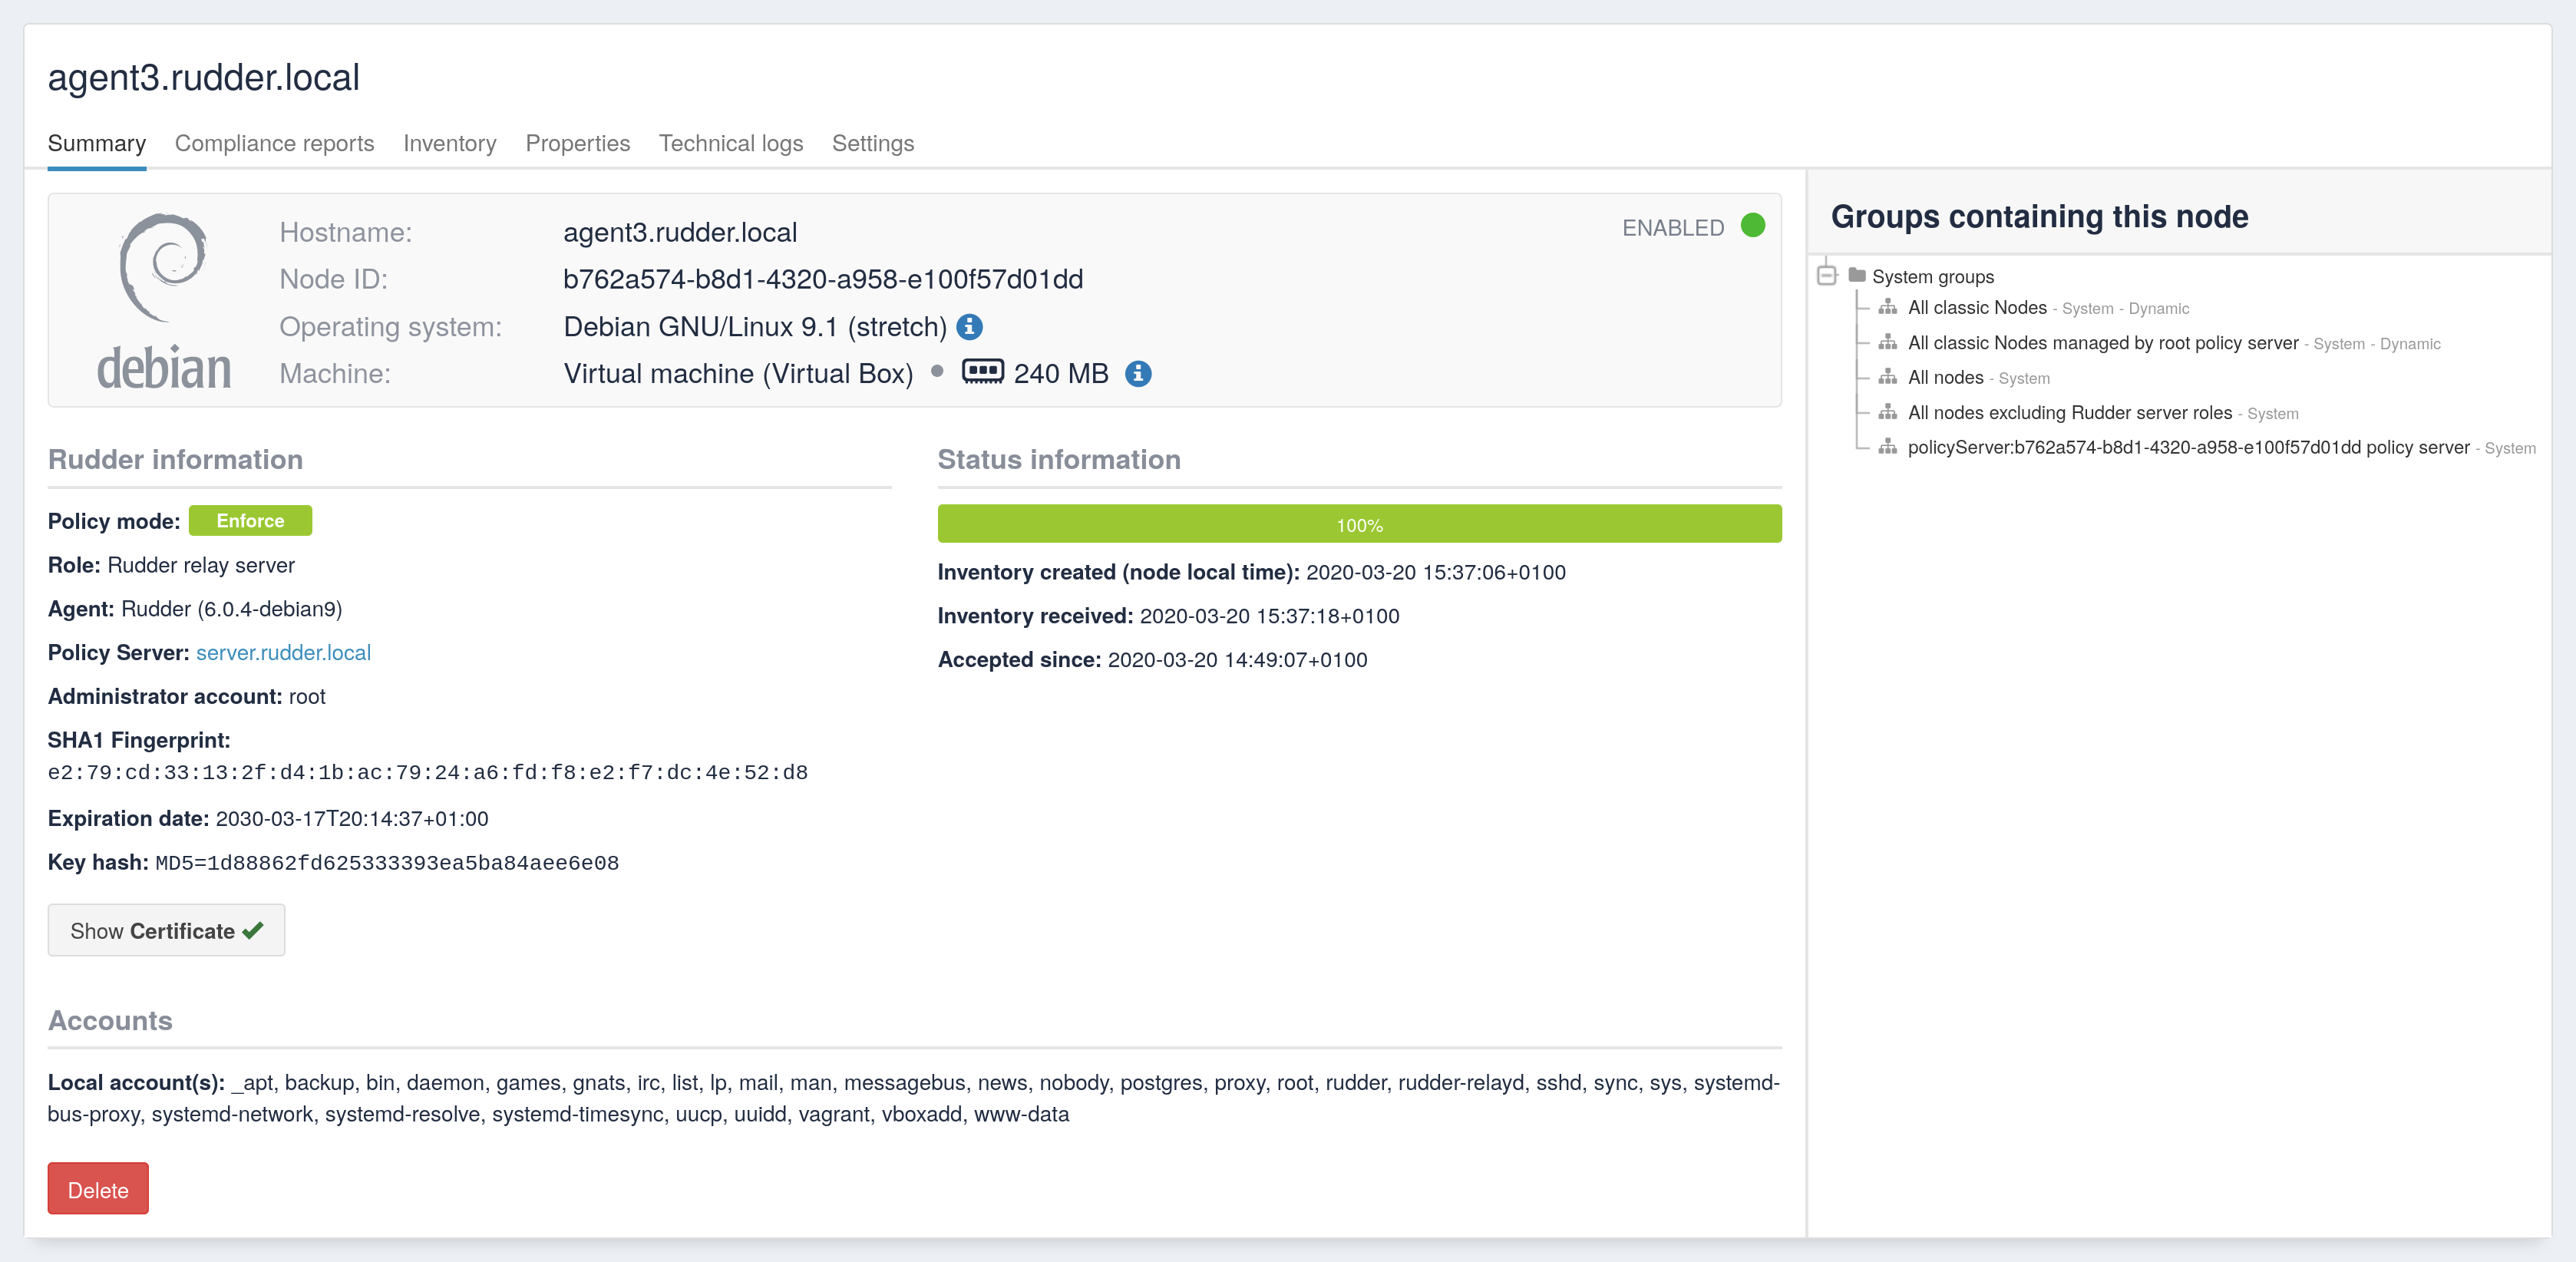 agent3.rudder.local
Summary Compliance reports Inventory Properties Technical logs Settings
debian
Hostname: agent3.rudder.local
ENABLED
Node ID: b762a574-b8d1-4320-a958-e100f57d01dd
Operating system: Debian GNU/Linux 9.1 (stretch)
Machine: Virtual machine (Virtual Box) • 240 MB
Rudder information
Policy mode: Enforce
Role: Rudder relay server
Agent: Rudder (6.0.4-debian9)
Policy Server: server.rudder.local
Administrator account: root
SHA1 Fingerprint:
e2:79:cd:33:13:2f:d4:1b:ac:79:24:a6:fd:f8:e2:f7:dc:4e:52:d8
Expiration date: 2030-03-17T20:14:37+01:00
Key hash: MD5=1d88862fd625333393ea5ba84aee6e08
Show Certificate
Status information
100%
Inventory created (node local time): 2020-03-20 15:37:06+0100
Inventory received: 2020-03-20 15:37:18+0100
Accepted since: 2020-03-20 14:49:07+0100
Accounts
Local account(s): _apt, backup, bin, daemon, games, gnats, irc, list, lp, mail, man, messagebus, news, nobody, postgres, proxy, root, rudder, rudder-relayd, sshd, sync, sys, systemd-
bus-proxy, systemd-network, systemd-resolve, systemd-timesync, uucp, uuidd, vagrant, vboxadd, www-data
Delete
Groups containing this node
System groups
All classic Nodes - System - Dynamic
All classic Nodes managed by root policy server - System - Dynamic
All nodes - System
All nodes excluding Rudder server roles - System
policyServer:b762a574-b8d1-4320-a958-e100f57d01dd policy server - System